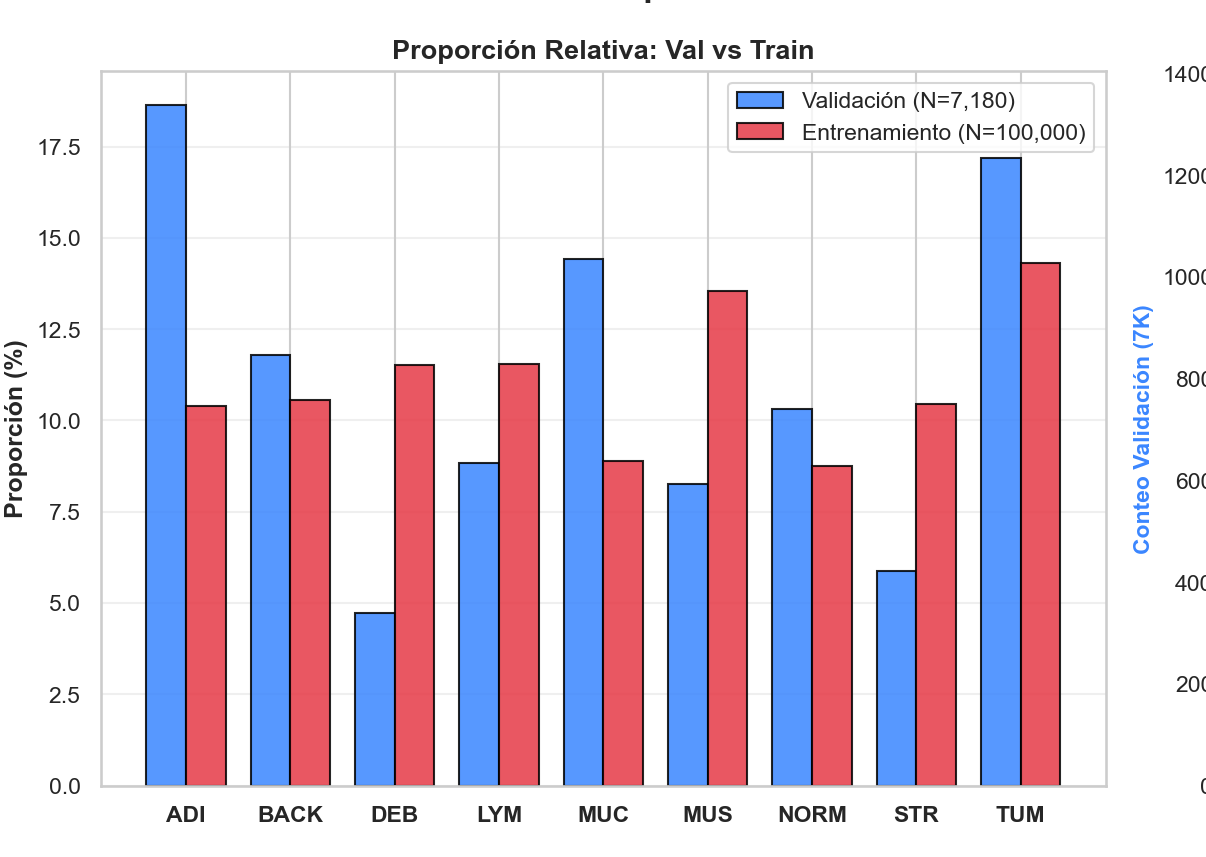 Proporción Relativa: Val vs Train
Validación (N=7,180)
Entrenamiento (N=100,000)
Proporción (%)
17.5
15.0
12.5
10.0
7.5
5.0
2.5
0.0
ADI BACK DEB LYM MUC MUS NORM STR TUM
Conteo Validación (7K)